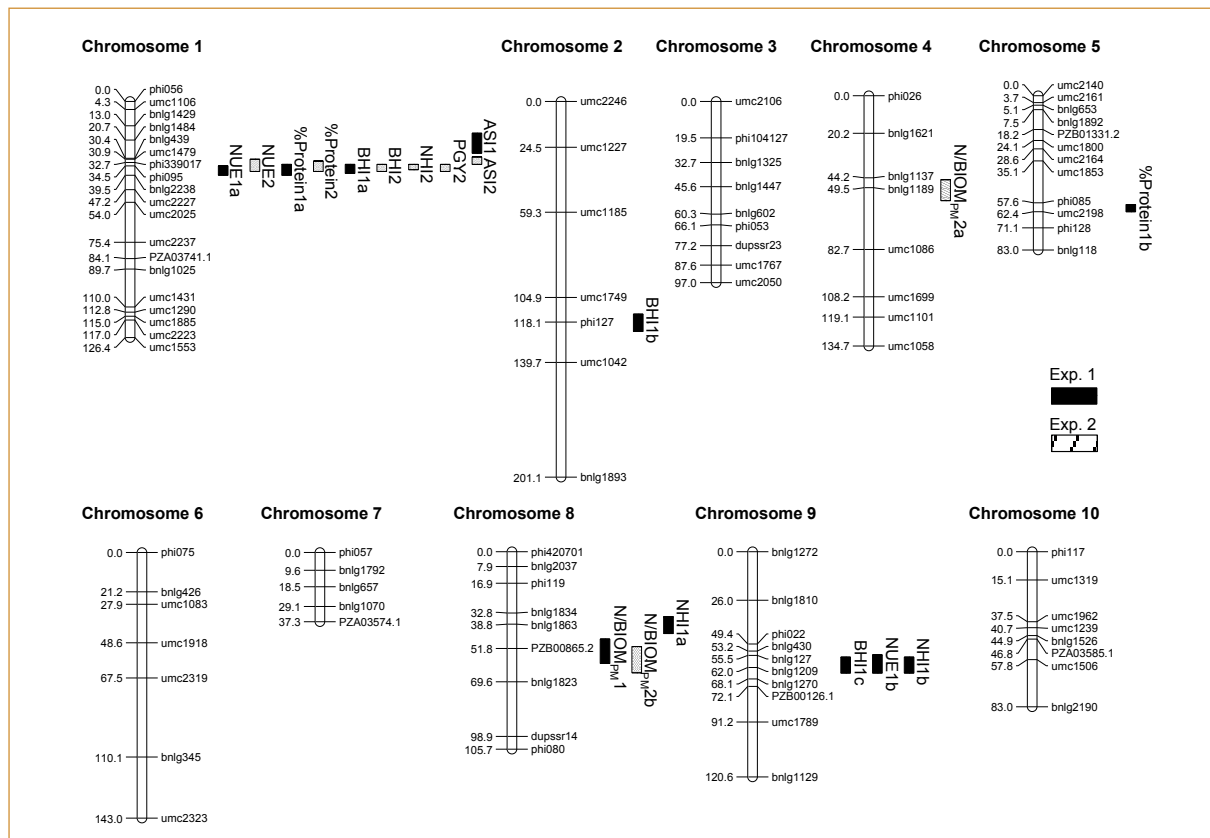 Chromosome 1
0.0 phi056
4.3 umc1106
13.0 bnlg1429
20.7 bnlg1484
30.4 bnlg439
30.9 umc1479
32.7 phi339017
34.5 phi095
39.5 bnlg2238
47.2 umc2227
54.0 umc2025
75.4 umc2237
84.1 PZA03741.1
89.7 bnlg1025
110.0 umc1431
112.8 umc1290
115.0 umc1885
117.0 umc2223
126.4 umc1553
NUE1a
NUE2
%Protein1a
%Protein2
BHI1a
BHI2
NHI2
PGY2
ASI1
ASI2
Chromosome 2
0.0 umc2246
24.5 umc1227
59.3 umc1185
104.9 umc1749
118.1 phi127
139.7 umc1042
201.1 bnlg1893
BHI1b
Chromosome 3
0.0 umc2106
19.5 phi104127
32.7 bnlg1325
45.6 bnlg1447
60.3 bnlg602
66.1 phi053
77.2 dupssr23
87.6 umc1767
97.0 umc2050
Chromosome 4
0.0 phi026
20.2 bnlg1621
44.2 bnlg1137
49.5 bnlg1189
82.7 umc1086
108.2 umc1699
119.1 umc1101
134.7 umc1058
N/BIOMPM2a
Chromosome 5
0.0 umc2140
3.7 umc2161
5.1 bnlg653
7.5 bnlg1892
18.2 PZB01331.2
24.1 umc1800
28.6 umc2164
35.1 umc1853
57.6 phi085
62.4 umc2198
71.1 phi128
83.0 bnlg118
%Protein1b
Exp. 1
Exp. 2
Chromosome 6
0.0 phi075
21.2 bnlg426
27.9 umc1083
48.6 umc1918
67.5 umc2319
110.1 bnlg345
143.0 umc2323
Chromosome 7
0.0 phi057
9.6 bnlg1792
18.5 bnlg657
29.1 bnlg1070
37.3 PZA03574.1
Chromosome 8
0.0 phi420701
7.9 bnlg2037
16.9 phi119
32.8 bnlg1834
38.8 bnlg1863
51.8 PZB00865.2
69.6 bnlg1823
98.9 dupssr14
105.7 phi080
N/BIOMPM1
N/BIOMPM2b
NHI1a
Chromosome 9
0.0 bnlg1272
26.0 bnlg1810
49.4 phi022
53.2 bnlg430
55.5 bnlg127
62.0 bnlg1209
68.1 bnlg1270
72.1 PZB00126.1
91.2 umc1789
120.6 bnlg1129
BHI1c
NUE1b
NHI1b
Chromosome 10
0.0 phi117
15.1 umc1319
37.5 umc1962
40.7 umc1239
44.9 bnlg1526
46.8 PZA03585.1
57.8 umc1506
83.0 bnlg2190